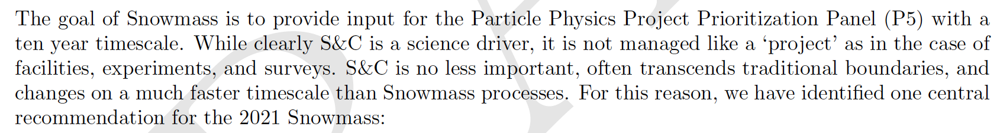 The goal of Snowmass is to provide input for the Particle Physics Project Prioritization Panel (P5) with a
ten year timescale. While clearly S&C is a science driver, it is not managed like a ‘project’ as in the case of
facilities, experiments, and surveys. S&C is no less important, often transcends traditional boundaries, and
changes on a much faster timescale than Snowmass processes. For this reason, we have identified one central
recommendation for the 2021 Snowmass: